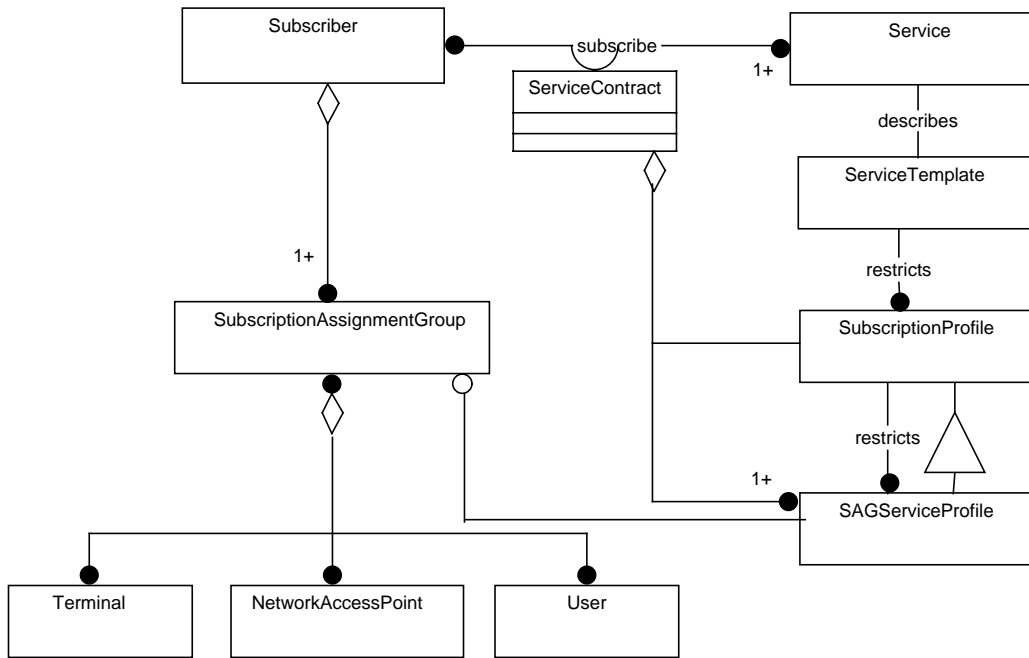 Subscriber
subscribe
Service
1+
ServiceContract
describes
ServiceTemplate
1+
restricts
SubscriptionAssignmentGroup
SubscriptionProfile
restricts
1+
SAGServiceProfile
Terminal
NetworkAccessPoint
User